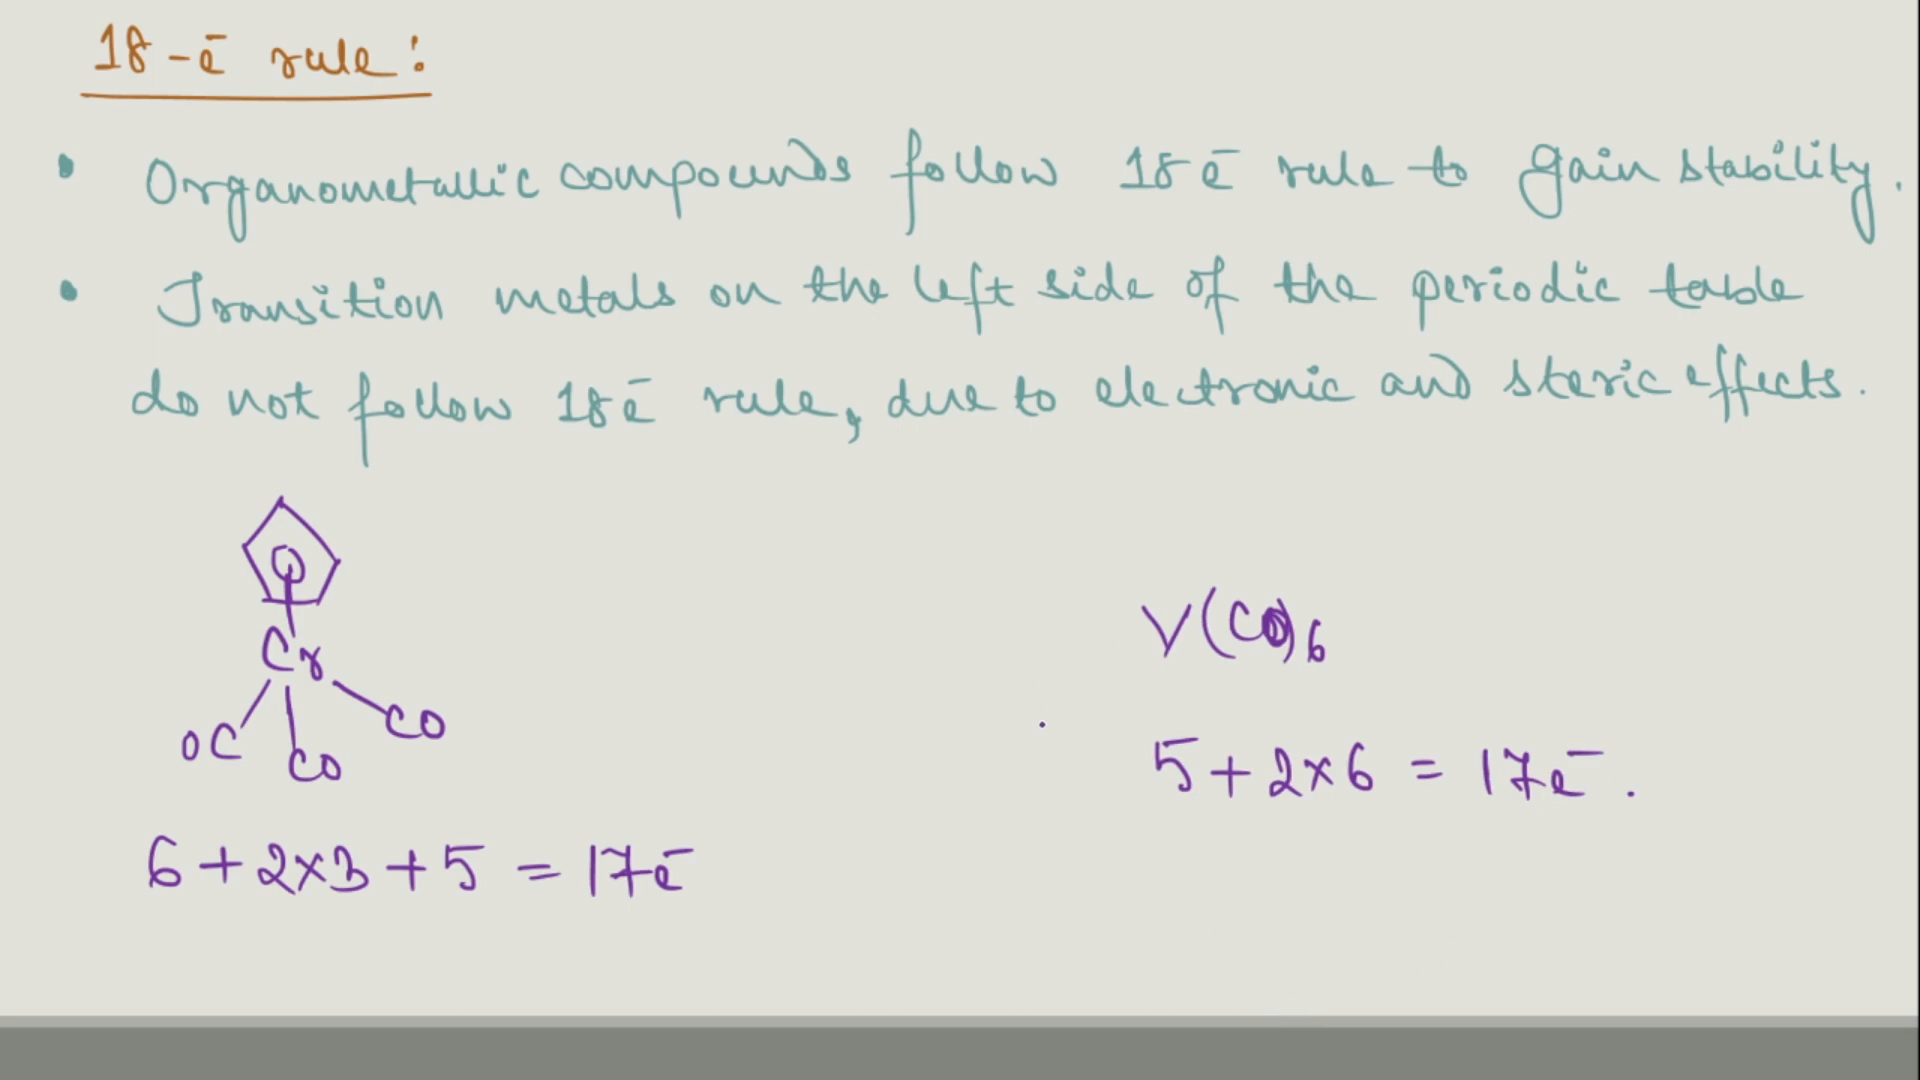 18-ē rule:
• Organometallic compounds follow 18ē rule to gain stability.
• Transition metals on the left side of the periodic table
do not follow 18ē rule, due to electronic and steric effects.
Cr
OC
CO
CO
6+2×3+5 = 17ē
V(CO)6
5+2×6 = 17ē.